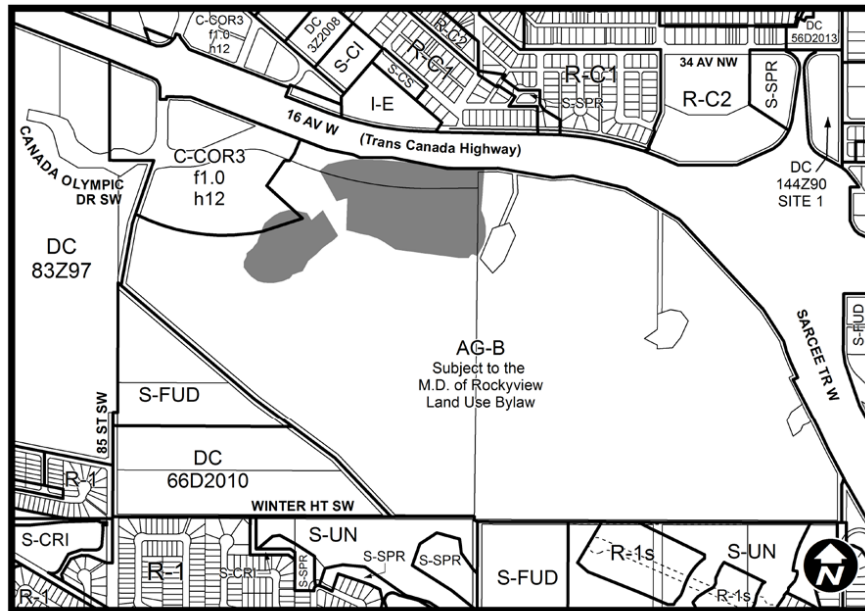 C-COR3
f1.0
h12
DC
3Z2008
S-CI
R-C2
R-C1
S-CS
I-E
S-SPR
R-C1
34 AV NW
R-C2
S-SPR
DC
56D2013
16 AV W
(Trans Canada Highway)
DC
144Z90
SITE 1
CANADA OLYMPIC
DR SW
C-COR3
f1.0
h12
DC
83Z97
AG-B
Subject to the
M.D. of Rockyview
Land Use Bylaw
SARCEE TR W
S-FUD
85 ST SW
S-FUD
DC
66D2010
WINTER HT SW
R-1
S-CRI
R-1
R-1
S-CRI
S-SPR
S-UN
S-SPR
S-SPR
S-FUD
R-1s
S-UN
R-1s
N